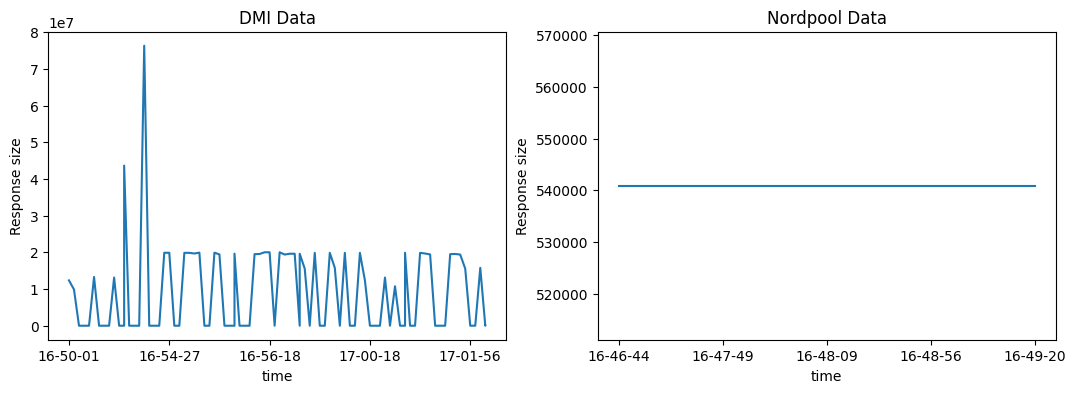 DMI Data
1e7
8
7
6
5
4
3
2
1
0
Response size
16-50-01 16-54-27 16-56-18 17-00-18 17-01-56
time
Nordpool Data
570000
560000
550000
540000
530000
520000
Response size
16-46-44 16-47-49 16-48-09 16-48-56 16-49-20
time